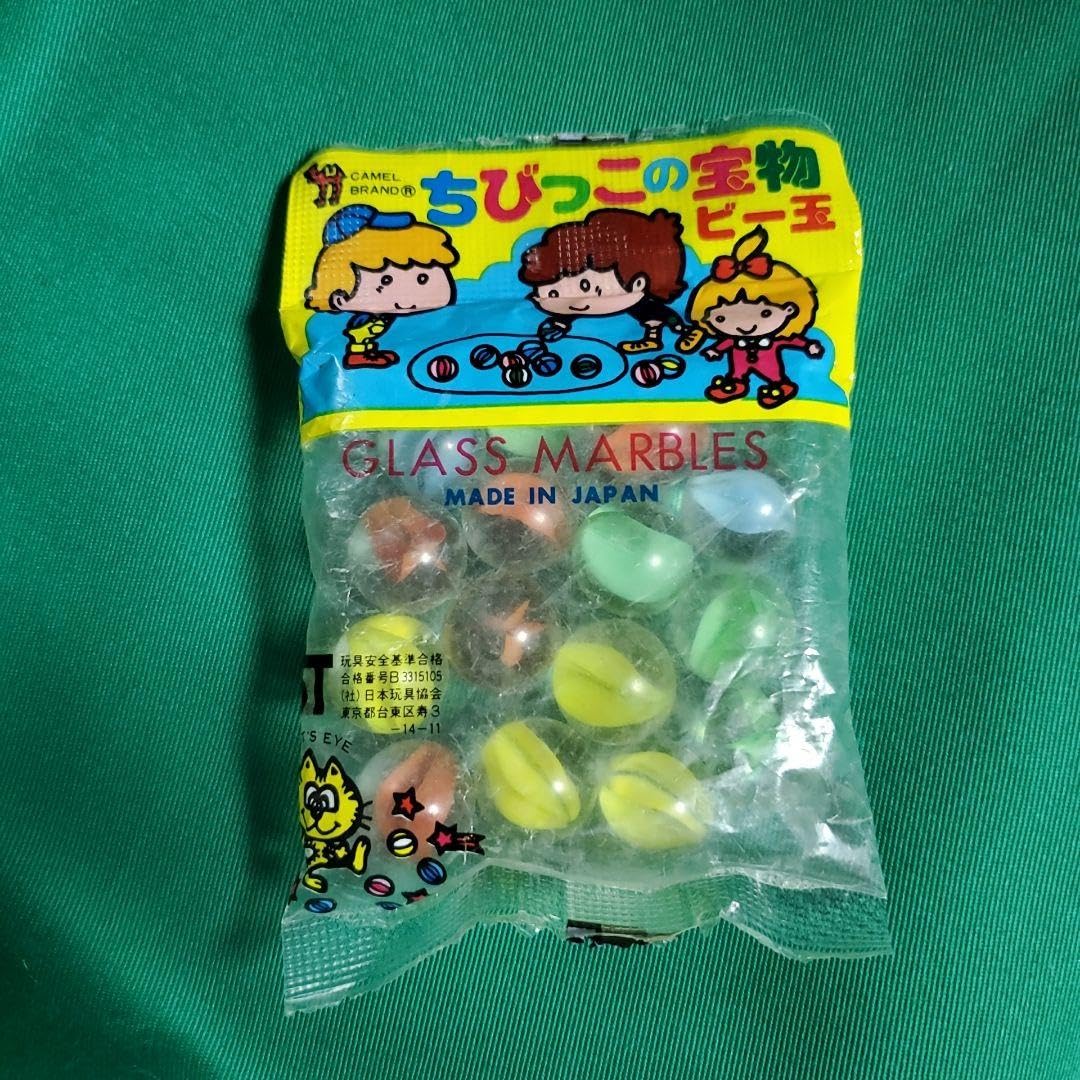 CAMEL
BRAND®
ちびっこの宝物
ビー玉
GLASS MARBLES
MADE IN JAPAN
ST
玩具安全基準合格
合格番号B3315105
(社)日本玩具協会
東京都台東区寿3
-14-11
'S EYE